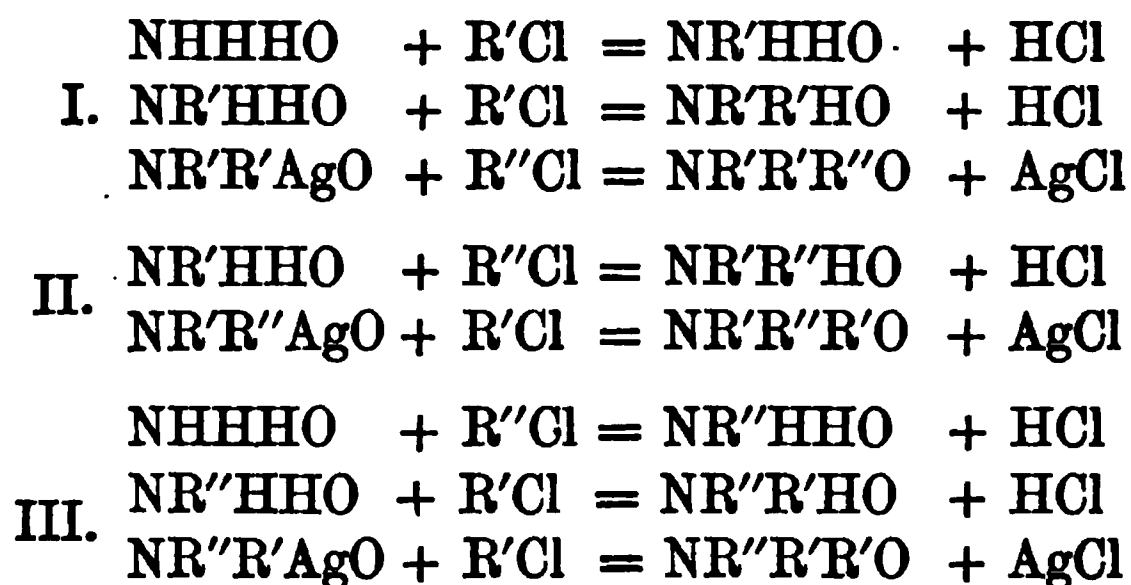 NHHHO + R′Cl = NR′HHO + HCl
I. NR′HHO + R′Cl = NR′R′HO + HCl
NR′R′AgO + R″Cl = NR′R′R″O + AgCl
II. NR′HHO + R″Cl = NR′R″HO + HCl
NR′R″AgO + R′Cl = NR′R″R′O + AgCl
NHHHO + R″Cl = NR″HHO + HCl
III. NR″HHO + R′Cl = NR″R′HO + HCl
NR″R′AgO + R′Cl = NR″R′R′O + AgCl